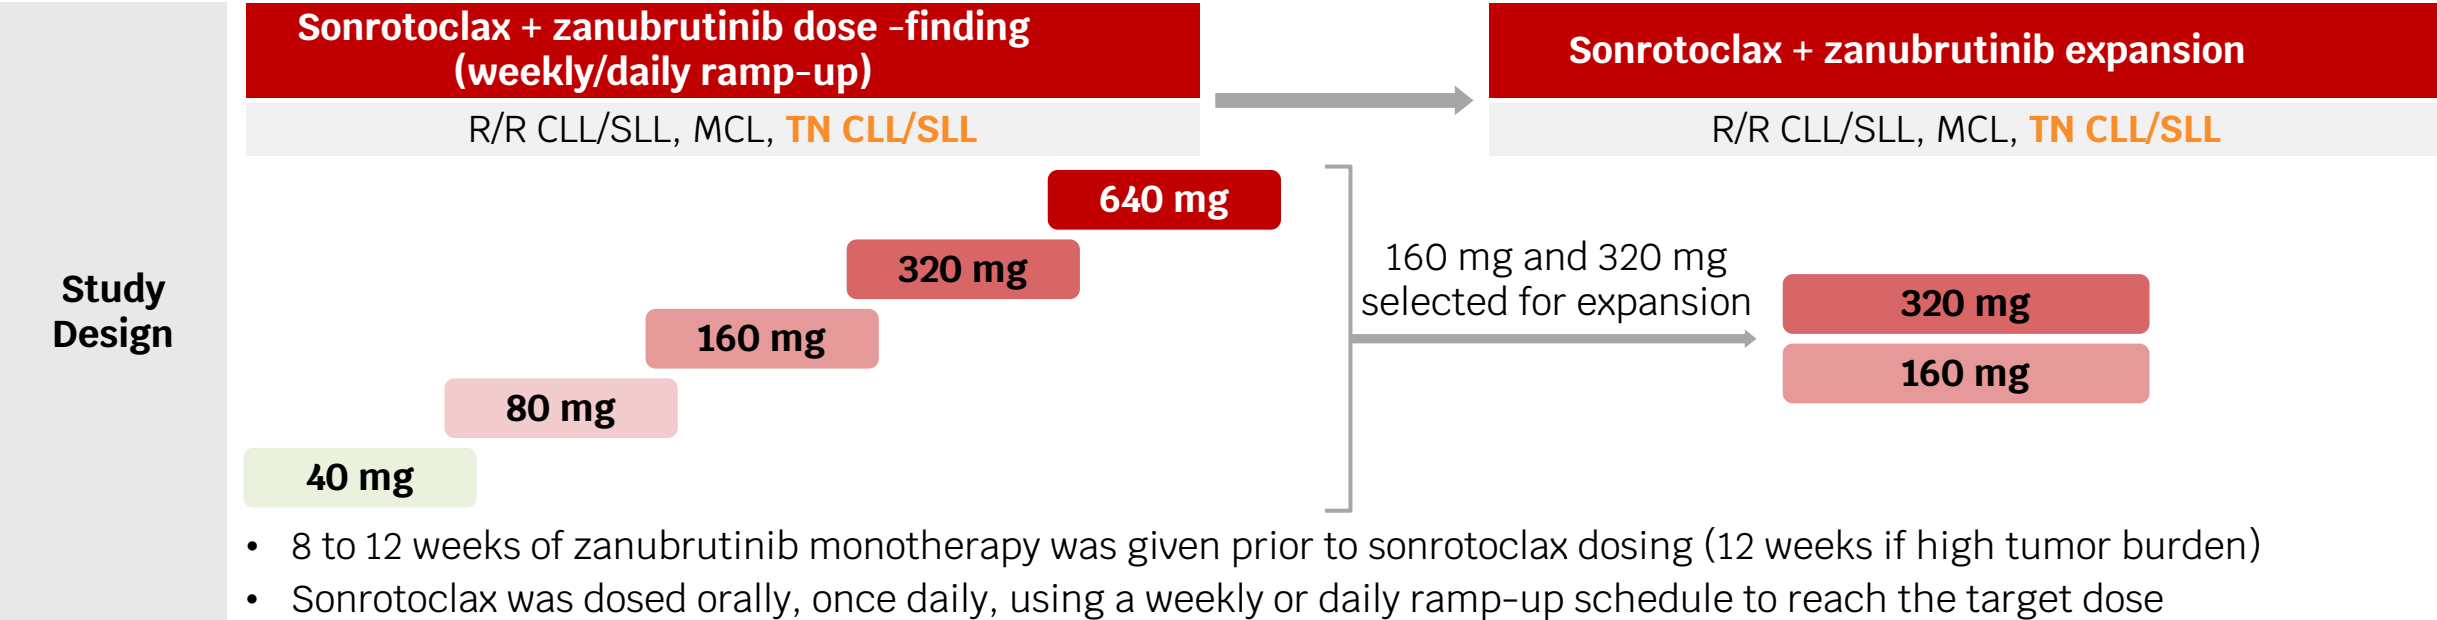 Sonrotoclax + zanubrutinib dose -finding
(weekly/daily ramp-up)
Sonrotoclax + zanubrutinib expansion
R/R CLL/SLL, MCL, TN CLL/SLL
R/R CLL/SLL, MCL, TN CLL/SLL
Study
Design
640 mg
320 mg
160 mg
80 mg
40 mg
160 mg and 320 mg
selected for expansion
320 mg
160 mg
• 8 to 12 weeks of zanubrutinib monotherapy was given prior to sonrotoclax dosing (12 weeks if high tumor burden)
• Sonrotoclax was dosed orally, once daily, using a weekly or daily ramp-up schedule to reach the target dose